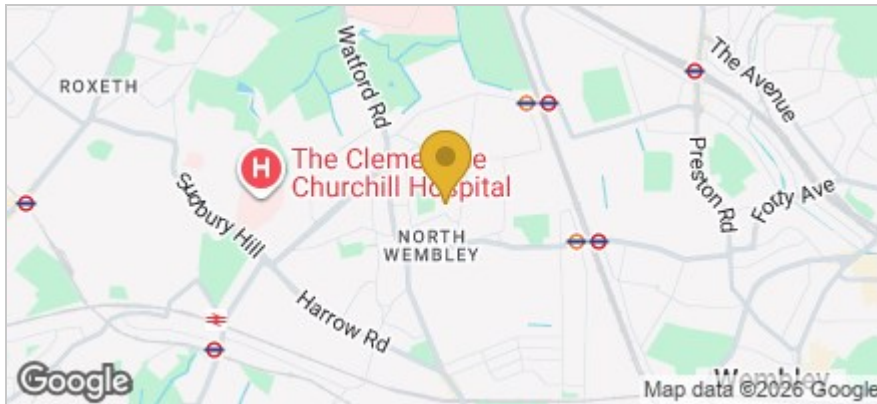 ROXETH
Watford Rd
The Avenue
H
The Cleme e
Churchill Hospital
Preston Rd
Forty Ave
Sudbury Hill
NORTH
WEMBLEY
Harrow Rd
Wembley
Google
Map data ©2026 Google